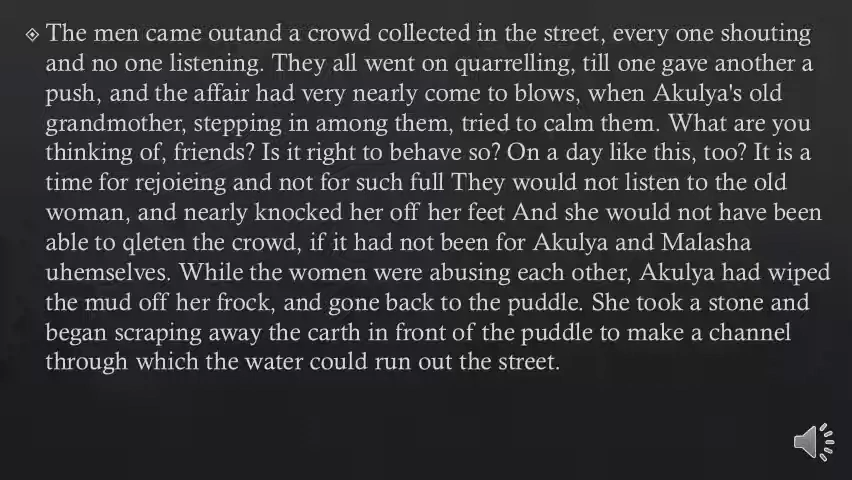 The men came outand a crowd collected in the street, every one shouting
and no one listening. They all went on quarrelling, till one gave another a
push, and the affair had very nearly come to blows, when Akulya's old
grandmother, stepping in among them, tried to calm them. What are you
thinking of, friends? Is it right to behave so? On a day like this, too? It is a
time for rejoieing and not for such full They would not listen to the old
woman, and nearly knocked her off her feet And she would not have been
able to qleten the crowd, if it had not been for Akulya and Malasha
uhemselves. While the women were abusing each other, Akulya had wiped
the mud off her frock, and gone back to the puddle. She took a stone and
began scraping away the carth in front of the puddle to make a channel
through which the water could run out the street.